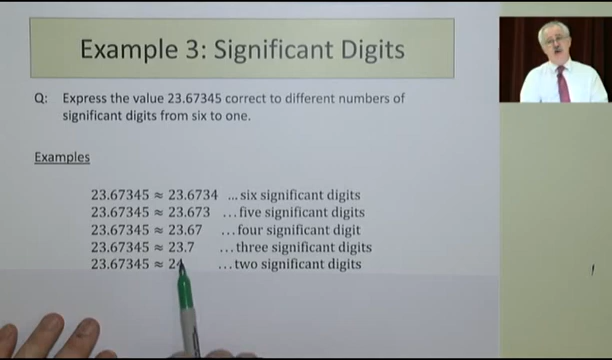 Example 3: Significant Digits
Q: Express the value 23.67345 correct to different numbers of
significant digits from six to one.
Examples
23.67345 ≈ 23.6734 ...six significant digits
23.67345 ≈ 23.673 ...five significant digits
23.67345 ≈ 23.67 ...four significant digit
23.67345 ≈ 23.7 ...three significant digits
23.67345 ≈ 24 ...two significant digits